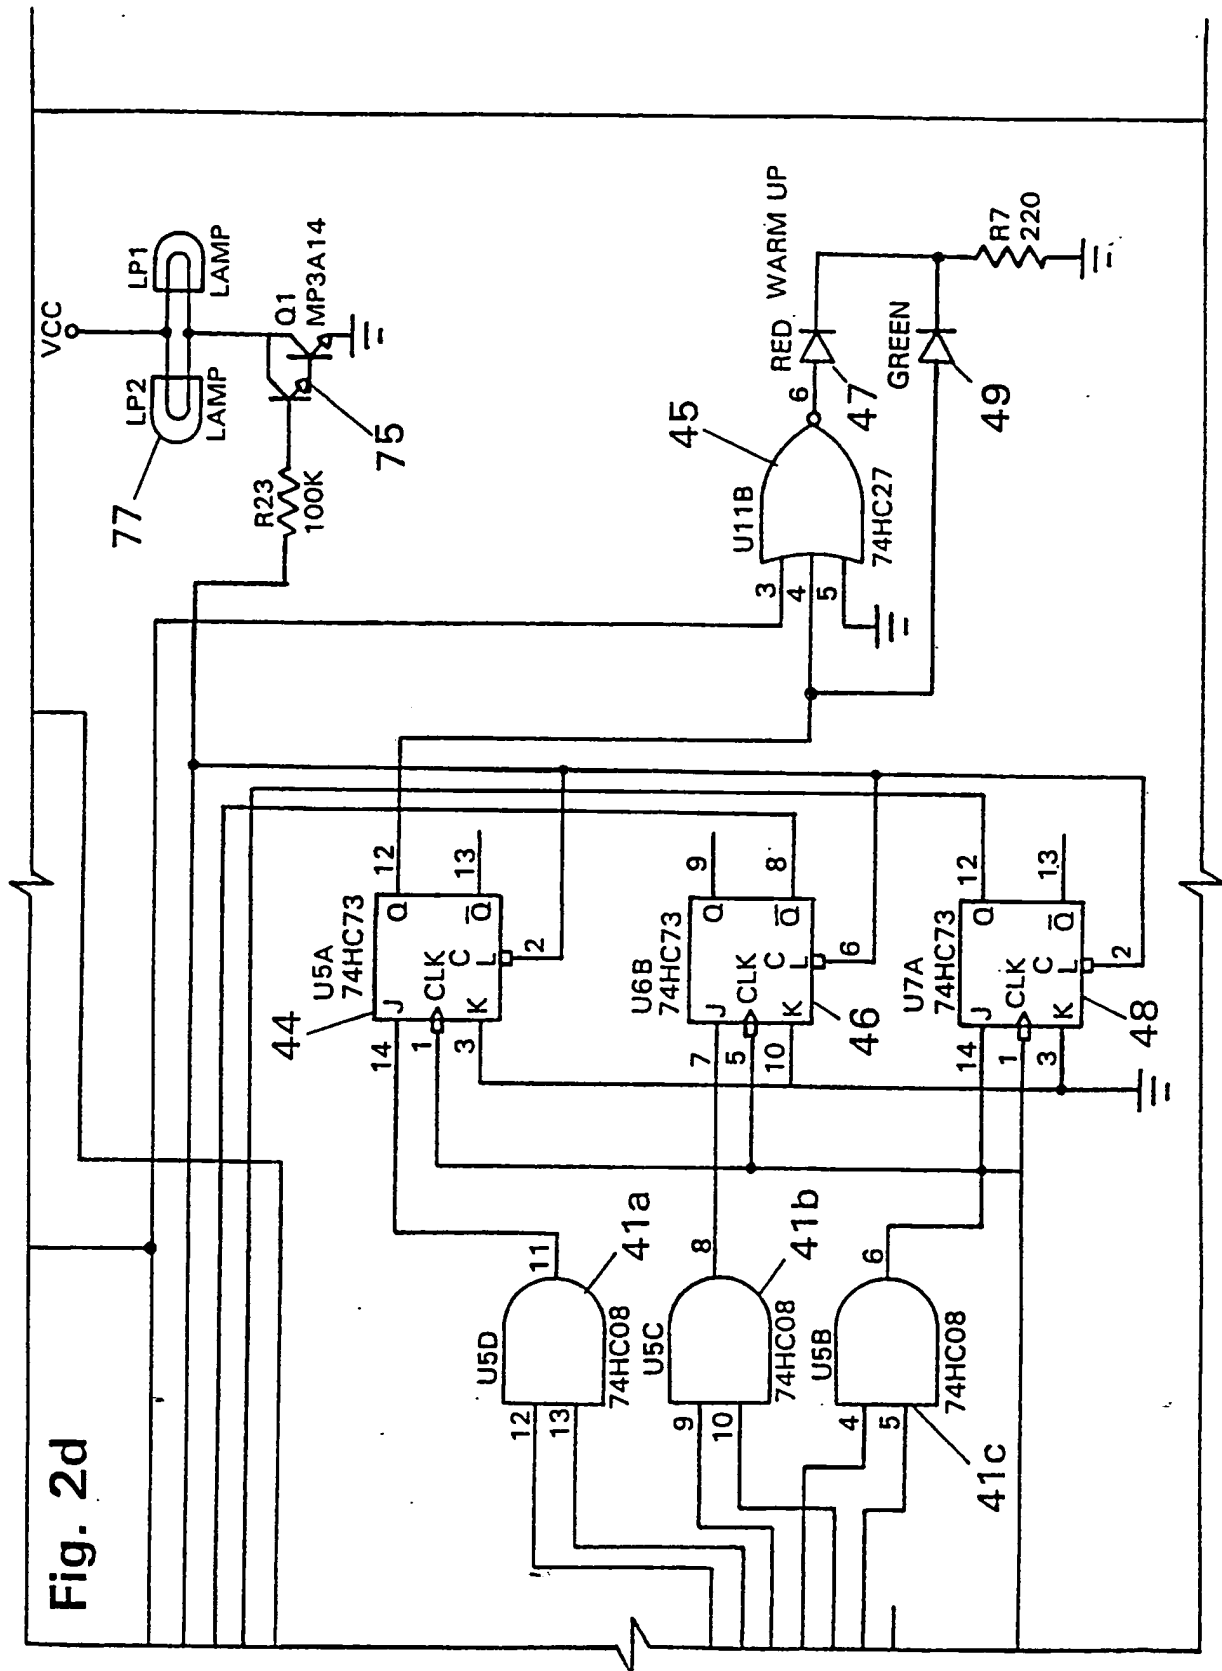 Fig. 2d
VCC
LP2
LP1
LAMP
LAMP
77
R23
100K
Q1
MP3A14
75
U5D
12
13
11
74HC08
41a
U5C
9
10
8
74HC08
41b
U5B
4
5
6
74HC08
41c
44
U5A
74HC73
14
J
Q
12
1
CLK
3
K
C
L
Q
13
2
U6B
74HC73
7
J
Q
9
5
CLK
10
K
C
L
Q
8
6
46
U7A
74HC73
14
J
Q
12
1
CLK
3
K
C
L
Q
13
2
48
45
U11B
3
4
5
6
74HC27
RED WARM UP
47
GREEN
49
R7
220